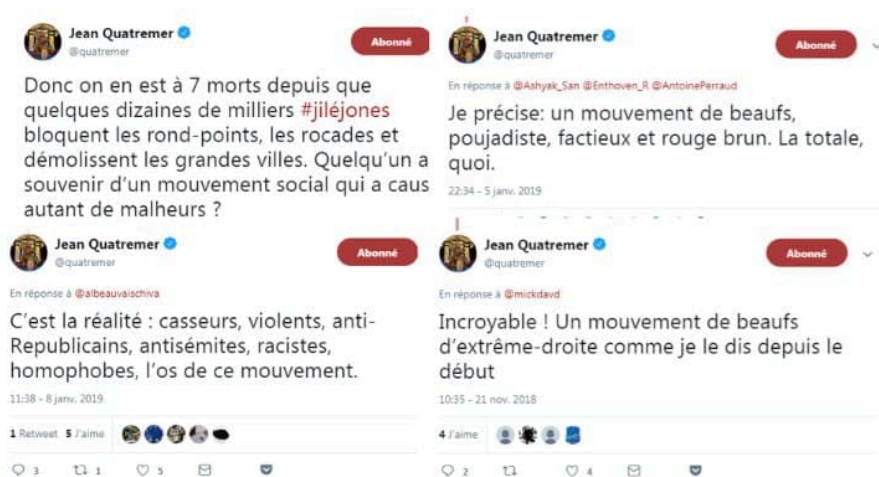 Jean Quatremer
@quatremer
Abonné
Donc on en est à 7 morts depuis que
quelques dizaines de milliers #jiléjones
bloquent les rond-points, les rocades et
démolissent les grandes villes. Quelqu'un a
souvenir d'un mouvement social qui a caus
autant de malheurs ?
Jean Quatremer
@quatremer
Abonné
En réponse à @Ashyak_San @Enthoven_R @AntoinePerraud
Je précise: un mouvement de beaufs,
poujadiste, factieux et rouge brun. La totale,
quoi.
22:34 - 5 janv. 2019
Jean Quatremer
@quatremer
Abonné
En réponse à @albeauvaischiva
C'est la réalité : casseurs, violents, anti-
Republicains, antisémites, racistes,
homophobes, l'os de ce mouvement.
11:38 - 8 janv. 2019
1 Retweet 5 J'aime
3 1 5
Jean Quatremer
@quatremer
Abonné
En réponse à @mickdavd
Incroyable ! Un mouvement de beaufs
d'extrême-droite comme je le dis depuis le
début
10:35 - 21 nov. 2018
4 J'aime
2 4